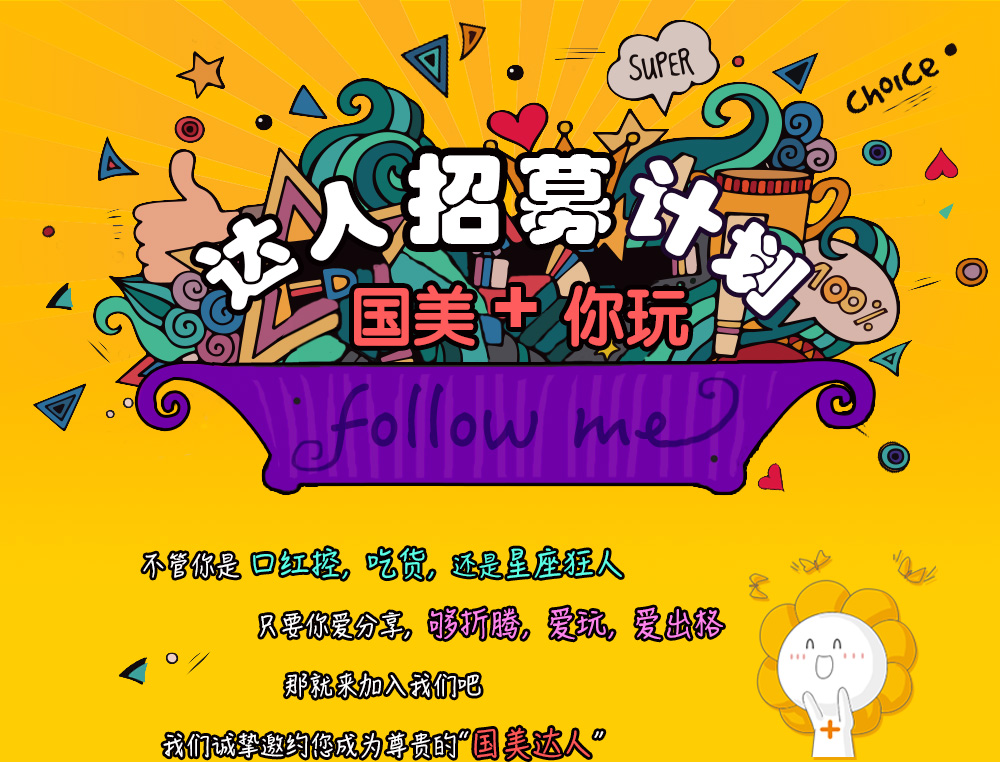 SUPER
choice
达人招募计划
100%
国美+你玩
follow me
不管你是 口红控, 吃货, 还是星座狂人
只要你爱分享, 够折腾, 爱玩, 爱出格
那就来加入我们吧
我们诚挚邀约您成为尊贵的“国美达人”